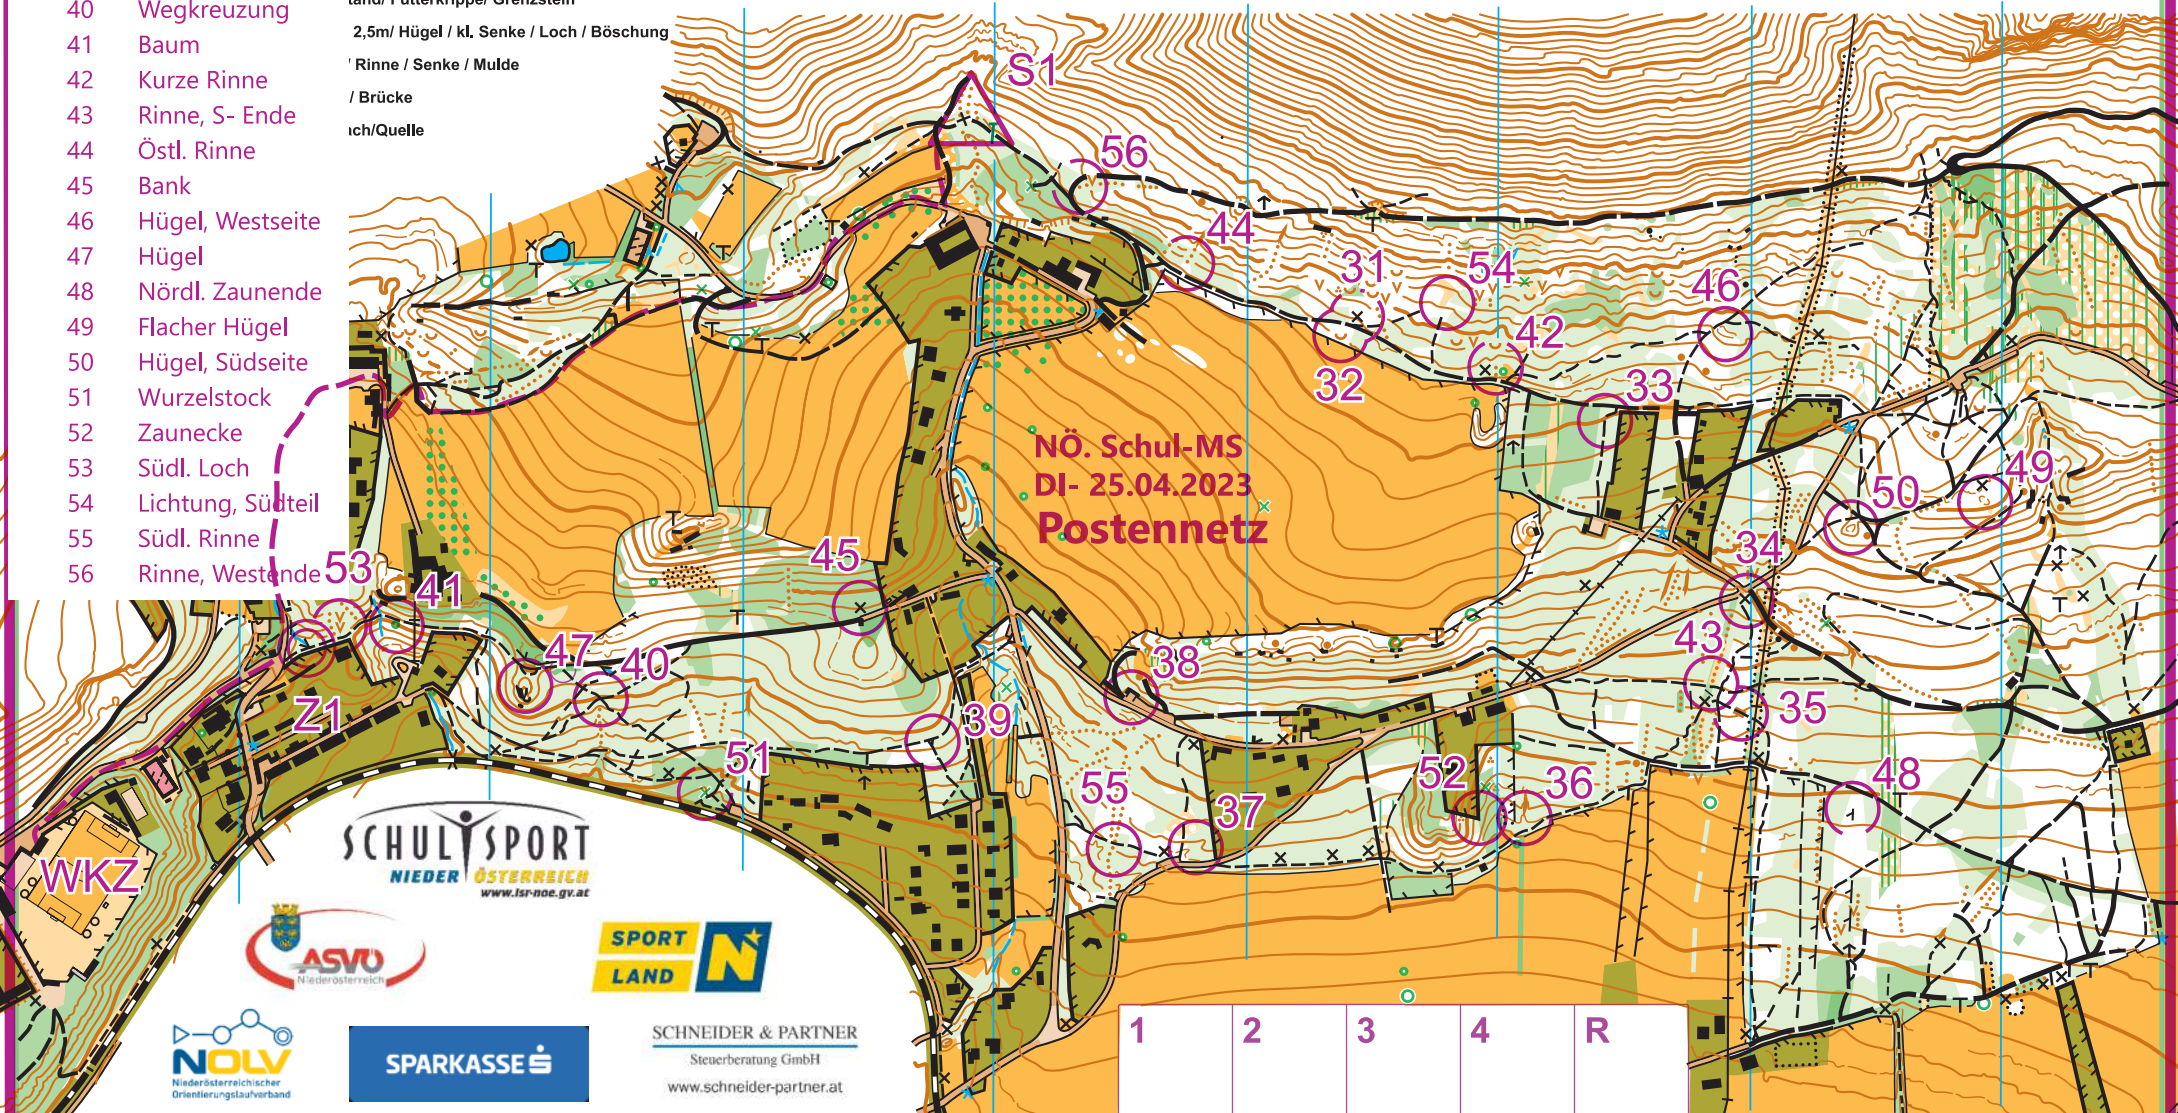 40 Wegkreuzung
41 Baum
42 Kurze Rinne
43 Rinne, S- Ende
44 Östl. Rinne
45 Bank
46 Hügel, Westseite
47 Hügel
48 Nördl. Zaunende
49 Flacher Hügel
50 Hügel, Südseite
51 Wurzelstock
52 Zaunecke
53 Südl. Loch
54 Lichtung, Südteil
55 Südl. Rinne
56 Rinne, Westende
/ Futterkrippe/ Grenzstein
2,5m/ Hügel / kl. Senke / Loch / Böschung
/ Rinne / Senke / Mulde
/ Brücke
/Quelle
S1
56
44
31
54
46
42
32
33
NÖ. Schul-MS
DI- 25.04.2023
Postennetz
49
50
34
45
53
41
47
40
38
43
35
39
Z1
51
55
37
52
36
48
WKZ
SCHULSPORT
NIEDER ÖSTERREICH
www.lsr-noe.gv.at
ASVÖ
Niederösterreich
SPORT
LAND
N
NOLV
Niederösterreichischer
Orientierungslaufverband
SPARKASSE
SCHNEIDER & PARTNER
Steuerberatung GmbH
www.schneider-partner.at
1 2 3 4 R